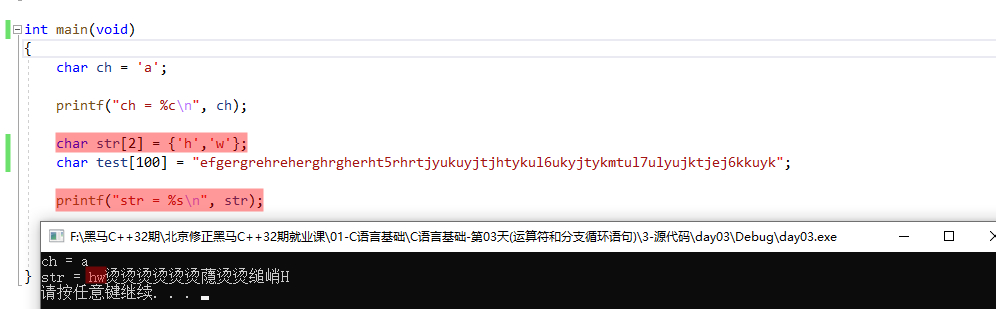 int main(void)
{
char ch = 'a';
printf("ch = %c\n", ch);
char str[2] = {'h','w'};
char test[100] = "efgergrehreherghrgherht5rhrtjyukuyjtjhtykul6ukyjtykmtul7ulyujktjej6kkuyk";
printf("str = %s\n", str);
F:\黑马C++32期\北京修正黑马C++32期就业课\01-C语言基础\C语言基础-第03天(运算符和分支循环语句)\3-源代码\day03\Debug\day03.exe
ch = a
str = hw烫烫烫烫烫烫蘟烫烫縋峭H
}
请按任意键继续. . .